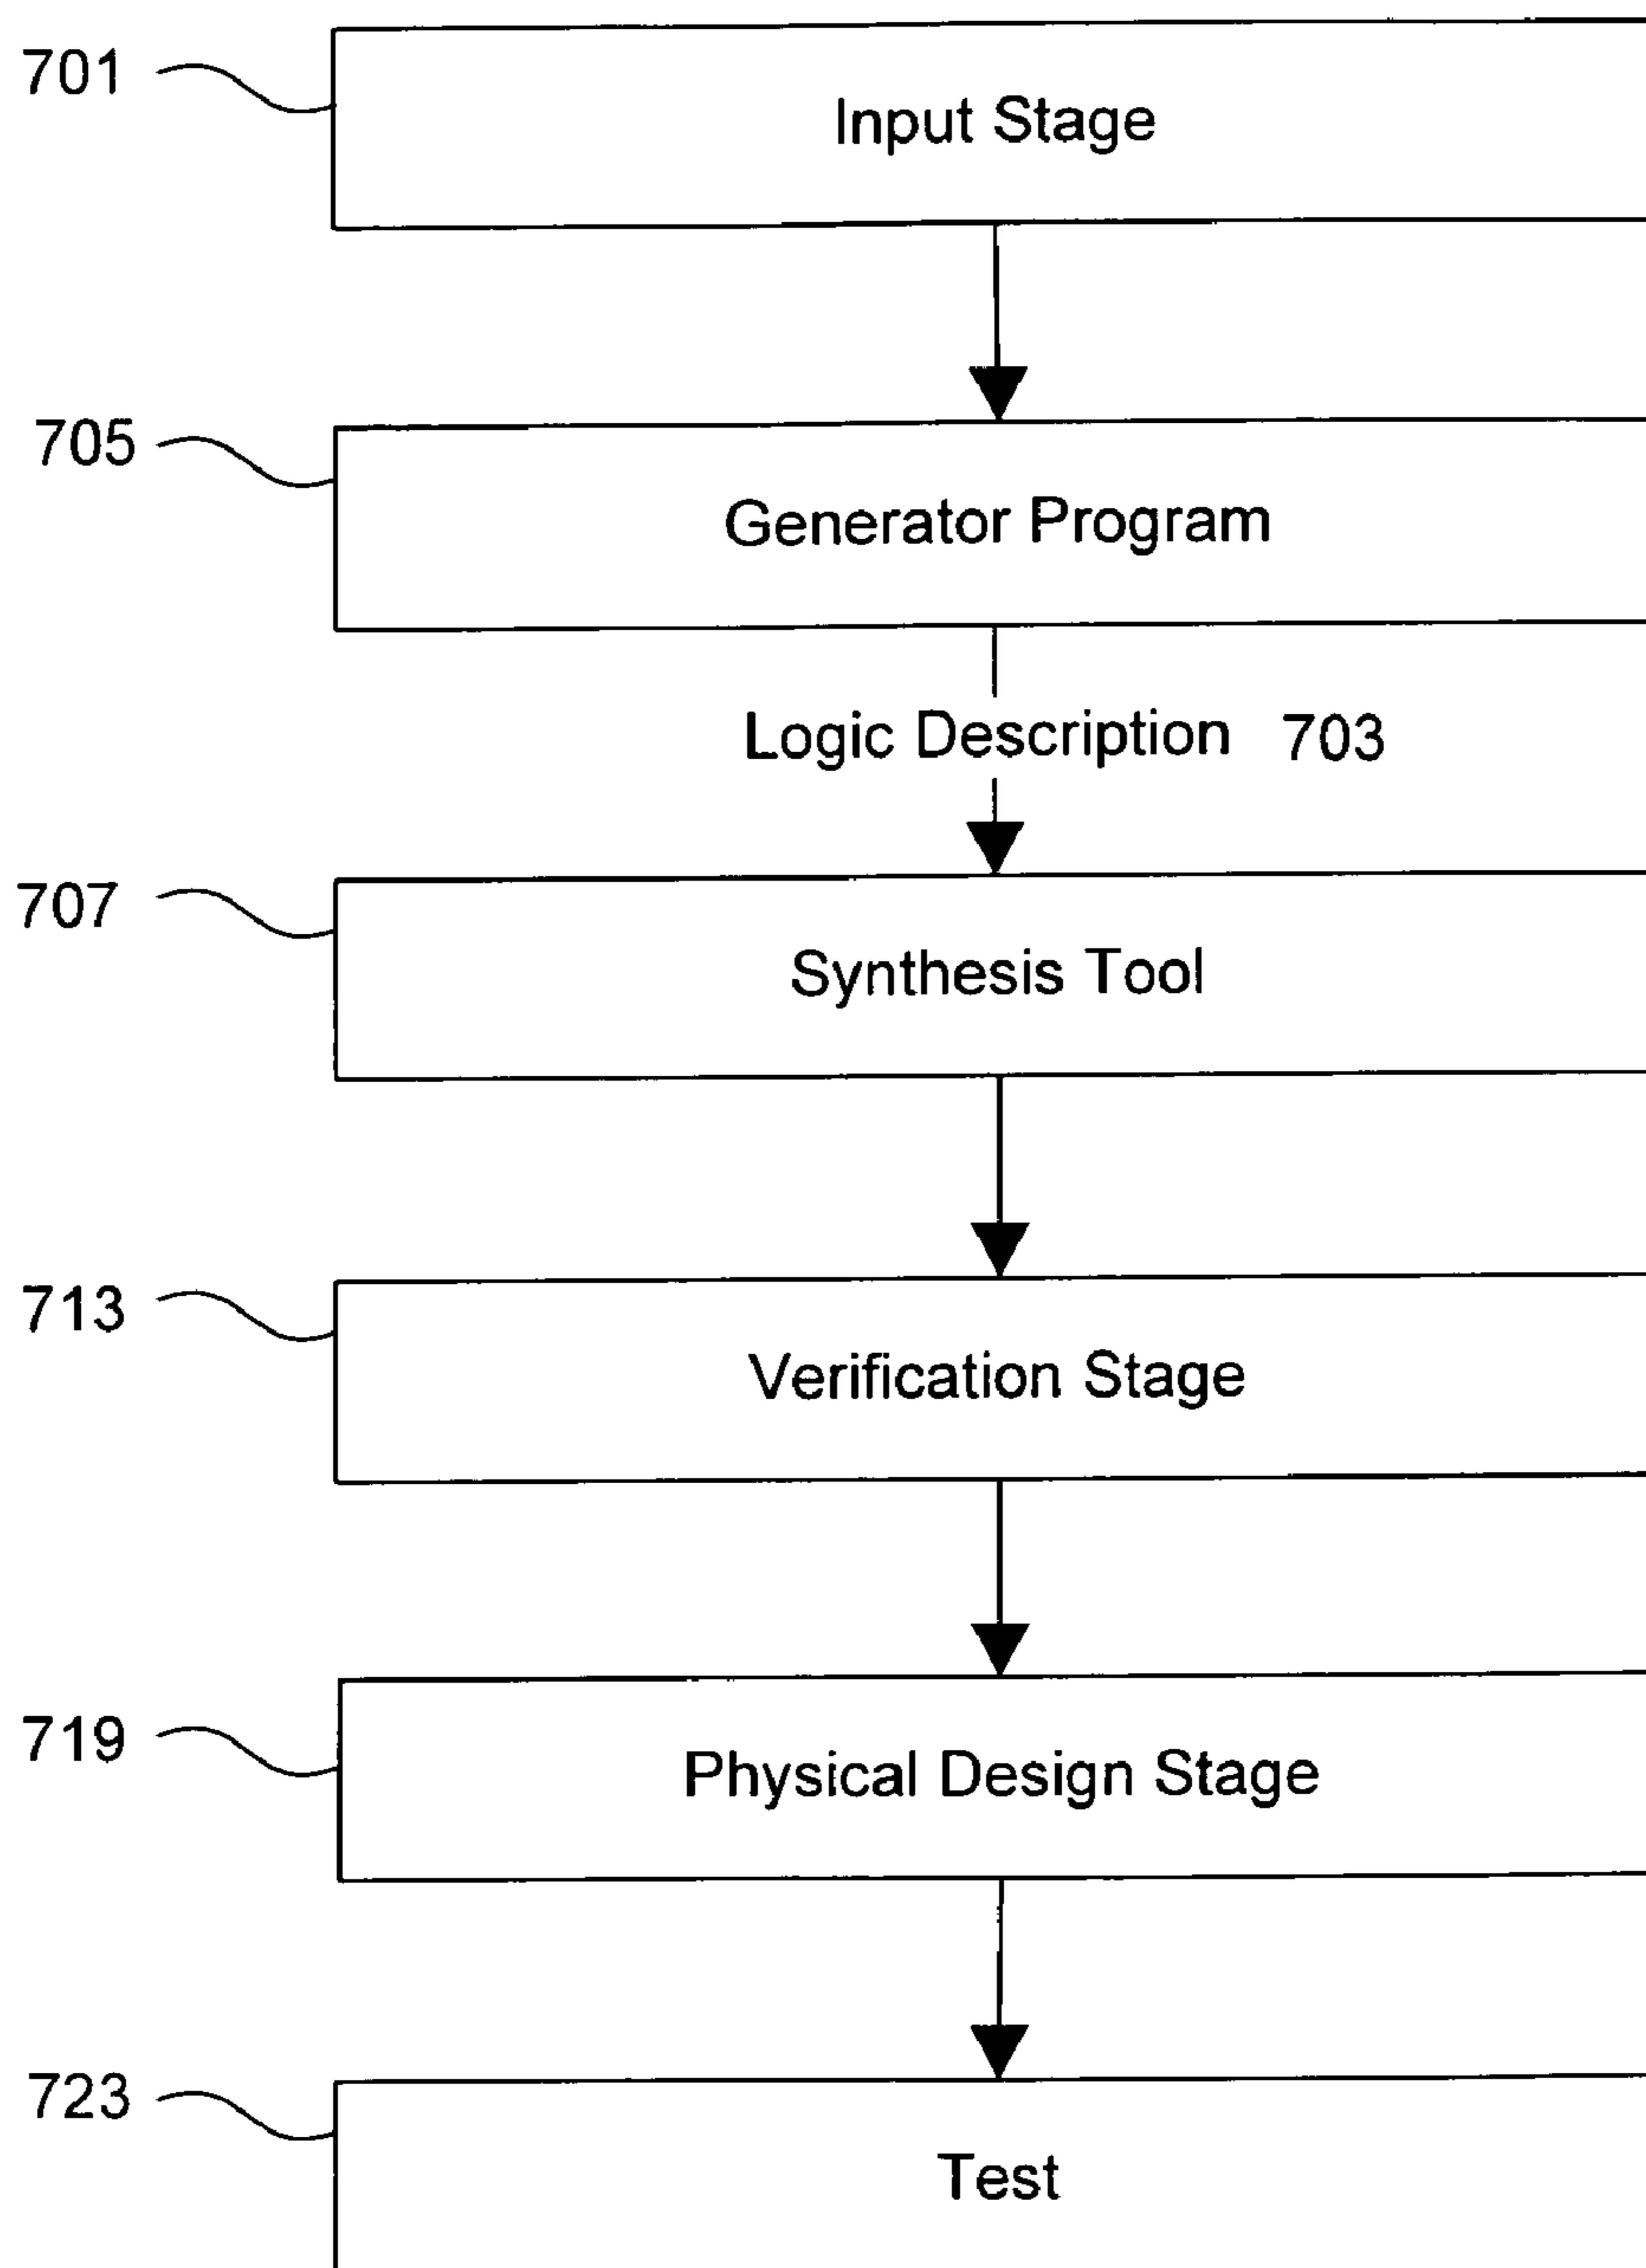 701
Input Stage
705
Generator Program
Logic Description 703
707
Synthesis Tool
713
Verification Stage
719
Physical Design Stage
723
Test